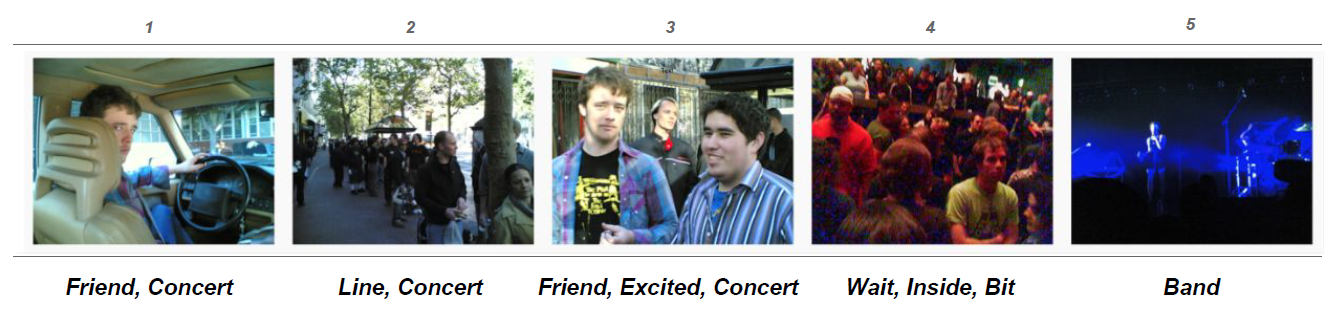 1 2 3 4 5
Friend, Concert Line, Concert Friend, Excited, Concert Wait, Inside, Bit Band